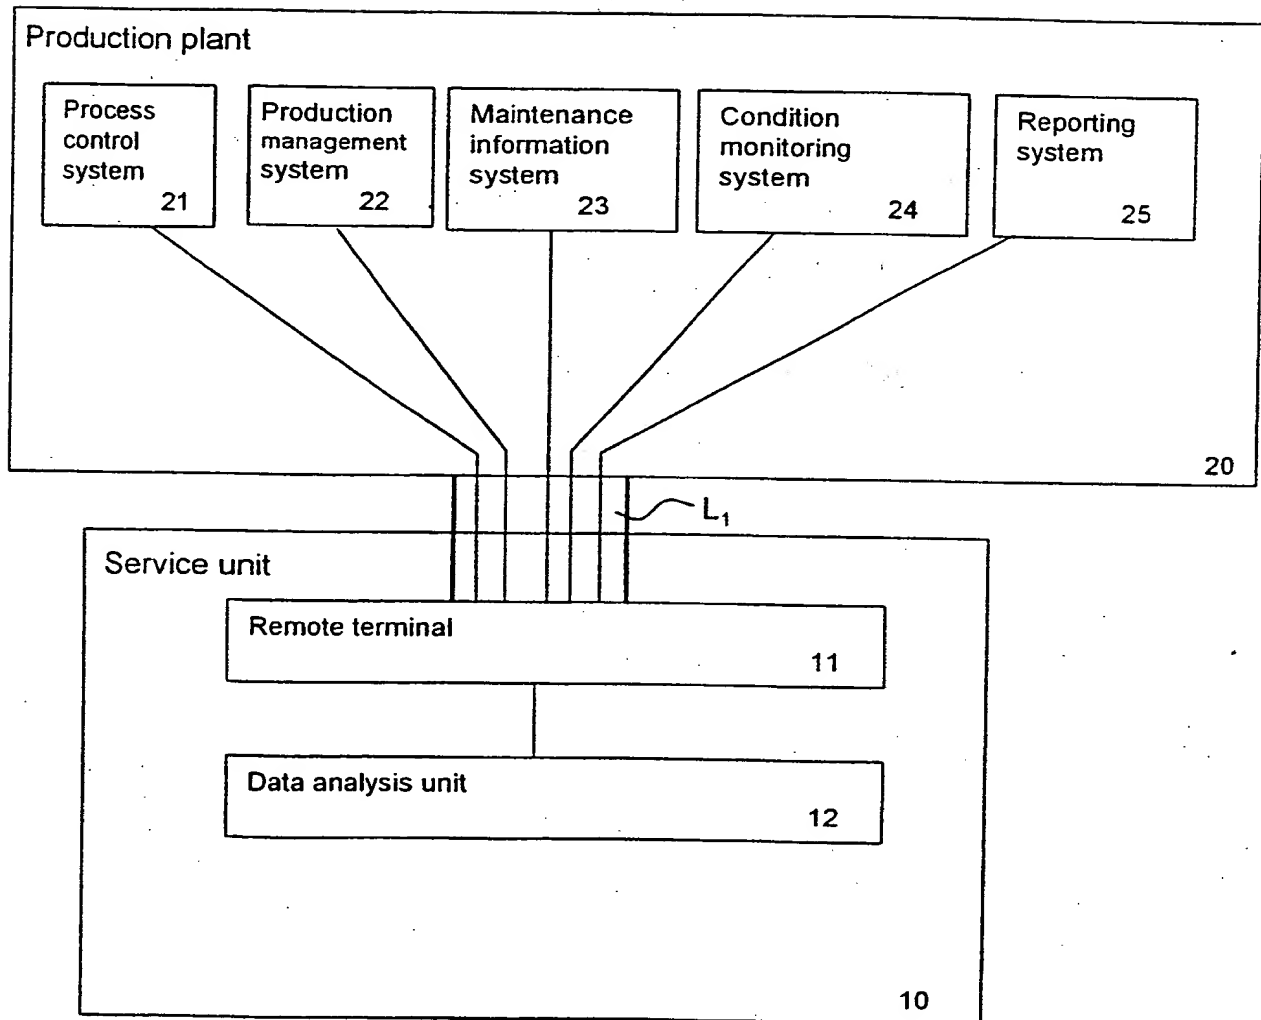 Production plant
Process
control
system
21
Production
management
system
22
Maintenance
information
system
23
Condition
monitoring
system
24
Reporting
system
25
20
L₁
Service unit
Remote terminal
11
Data analysis unit
12
10